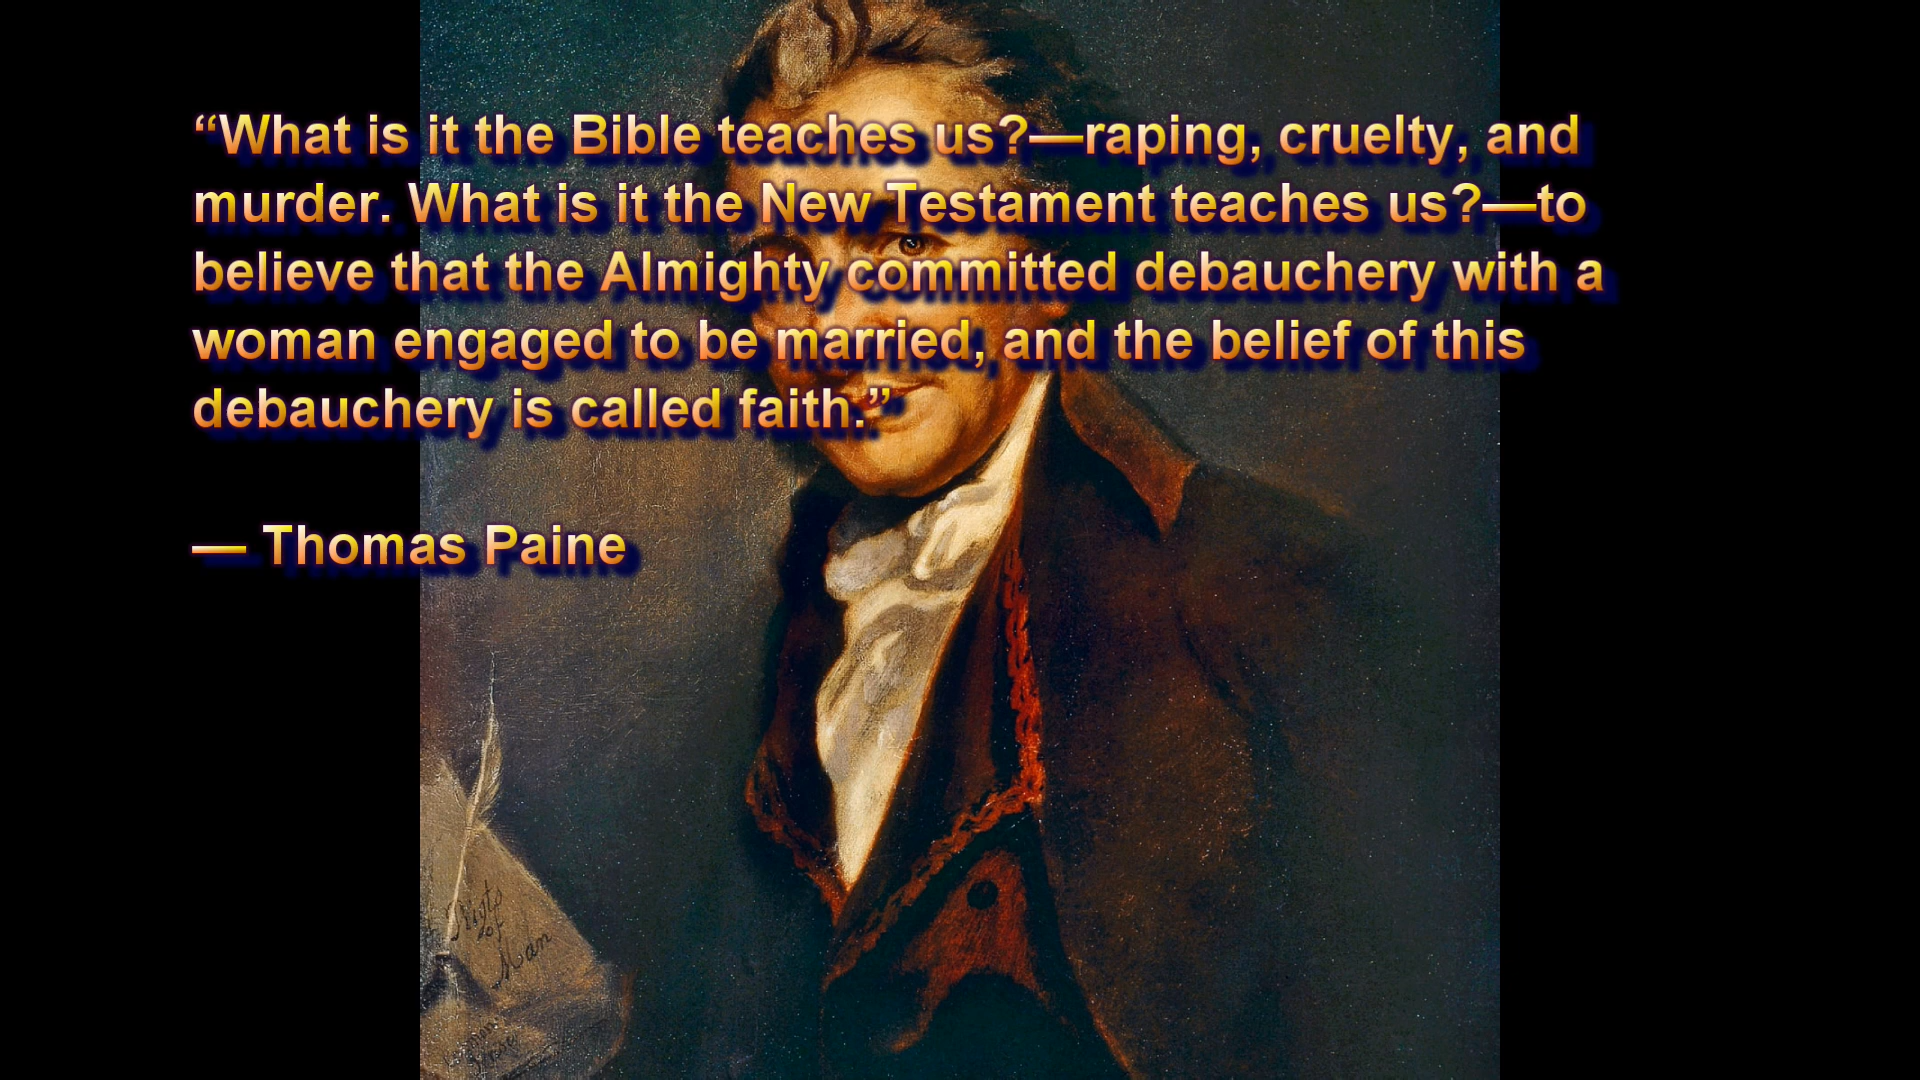 “What is it the Bible teaches us?—raping, cruelty, and
murder. What is it the New Testament teaches us?—to
believe that the Almighty committed debauchery with a
woman engaged to be married, and the belief of this
debauchery is called faith.”
— Thomas Paine
Rights
of
Man